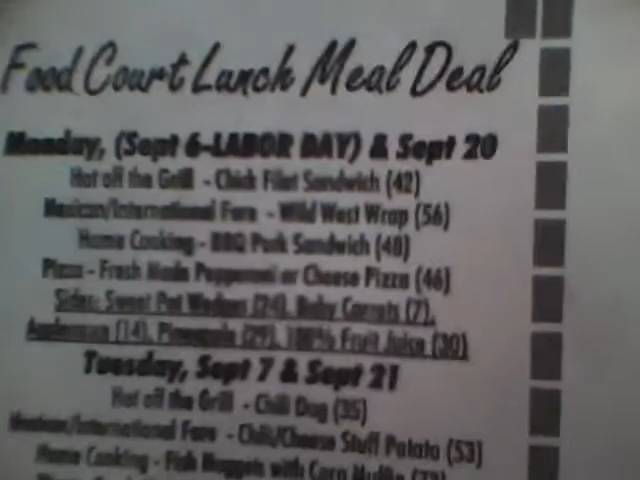 Food Court Lunch Meal Deal
Monday, (Sept 6-LABOR DAY) & Sept 20
Hot off the Grill - Chick Filet Sandwich (42)
Mexican/International Fare - Wild West Wrap (56)
Home Cooking - BBQ Pork Sandwich (40)
Pizza - Fresh Made Pepperoni or Cheese Pizza (46)
Sides: Sweet Pot Wedges (24), Baby Carrots (7),
Applesauce (14), Pineapple (29), 100% Fruit Juice (30)
Tuesday, Sept 7 & Sept 21
Hot off the Grill - Chili Dog (35)
Mexican/International Fare - Chili/Cheese Stuff Potato (53)
Home Cooking - Fish Nuggets with Corn Muffin (73)